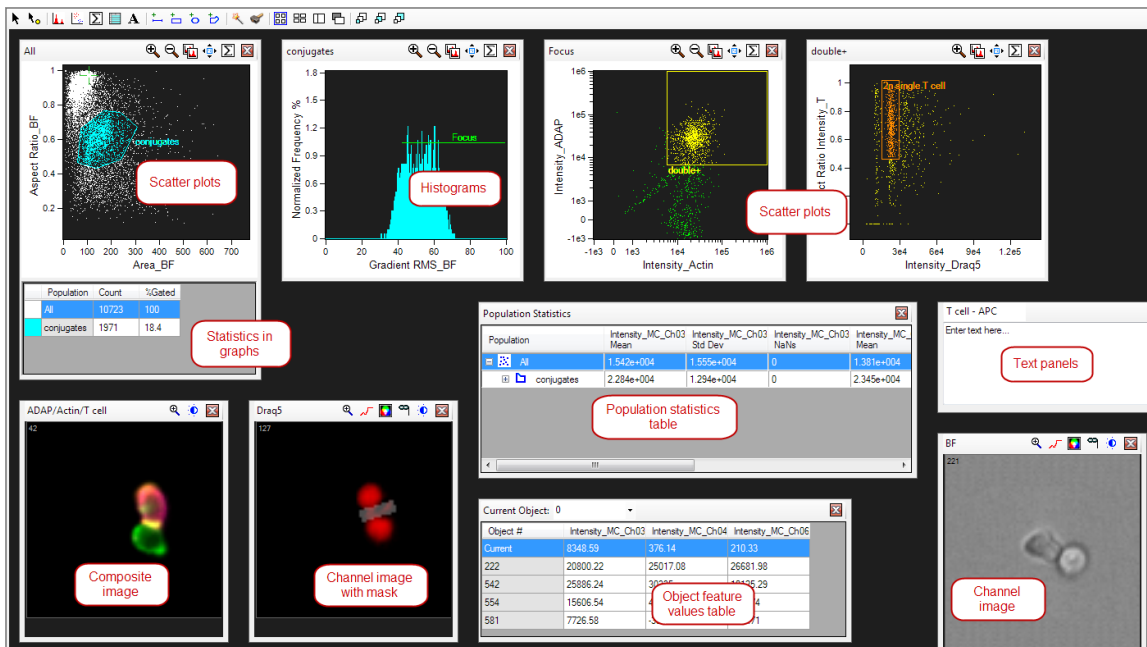 A
All
1
0.8
0.6
0.4
0.2
0 100 200 300 400 500 600 700
Aspect Ratio_BF
Area_BF
conjugates
Scatter plots
Population Count %Gated
All 10723 100
conjugates 1971 18.4
Statistics in
graphs
conjugates
1.8
1.5
1.2
0.9
0.6
0.3
0
0 20 40 60 80 100
Normalized Frequency %
Gradient RMS_BF
Focus
Histograms
Focus
1e6
1e5
1e4
1e3
0
-1e3
-1e3 0 1e3 1e4 1e5 1e6
Intensity_ADAP
Intensity_Actin
double+
Scatter plots
double+
1
0.8
0.6
0.4
0 3e4 6e4 9e4 1.2e5
ct Ratio Intensity_T
Intensity_Draq5
2n single T cell
Population Statistics
Population
Intensity_MC_Ch03 Intensity_MC_Ch03 Intensity_MC_Ch03 Intensity_MC_
Mean Std Dev NaNs Mean
All 1.542e+004 1.555e+004 0 1.381e+004
conjugates 2.284e+004 1.294e+004 0 2.345e+004
Population statistics
table
T cell - APC
Enter text here...
Text panels
ADAP/Actin/T cell
42
Composite
image
Draq5
127
Channel image
with mask
Current Object: 0
Object # Intensity_MC_Ch03 Intensity_MC_Ch04 Intensity_MC_Ch06
Current 8348.59 376.14 210.33
222 20800.22 25017.08 26681.98
542 25886.24
554 15606.54
581 7726.58
Object feature
values table
BF
221
Channel
image